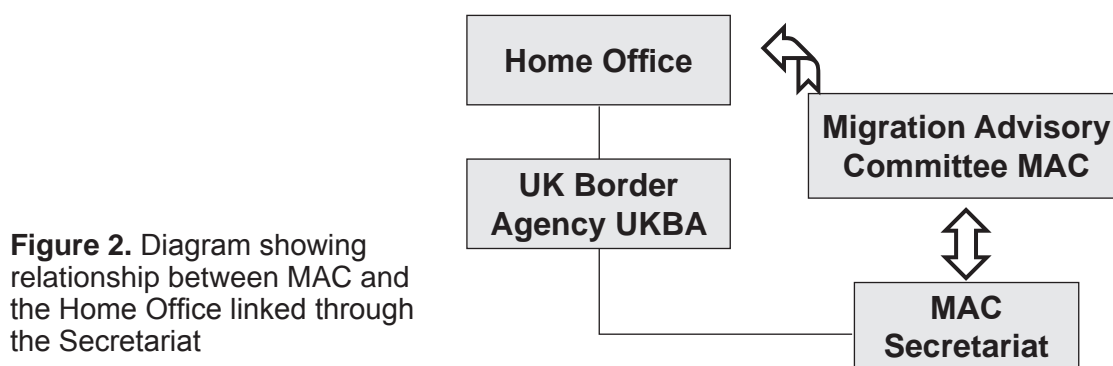 Home Office
Migration Advisory
Committee MAC
UK Border
Agency UKBA
Figure 2. Diagram showing
relationship between MAC and
the Home Office linked through
the Secretariat
MAC
Secretariat